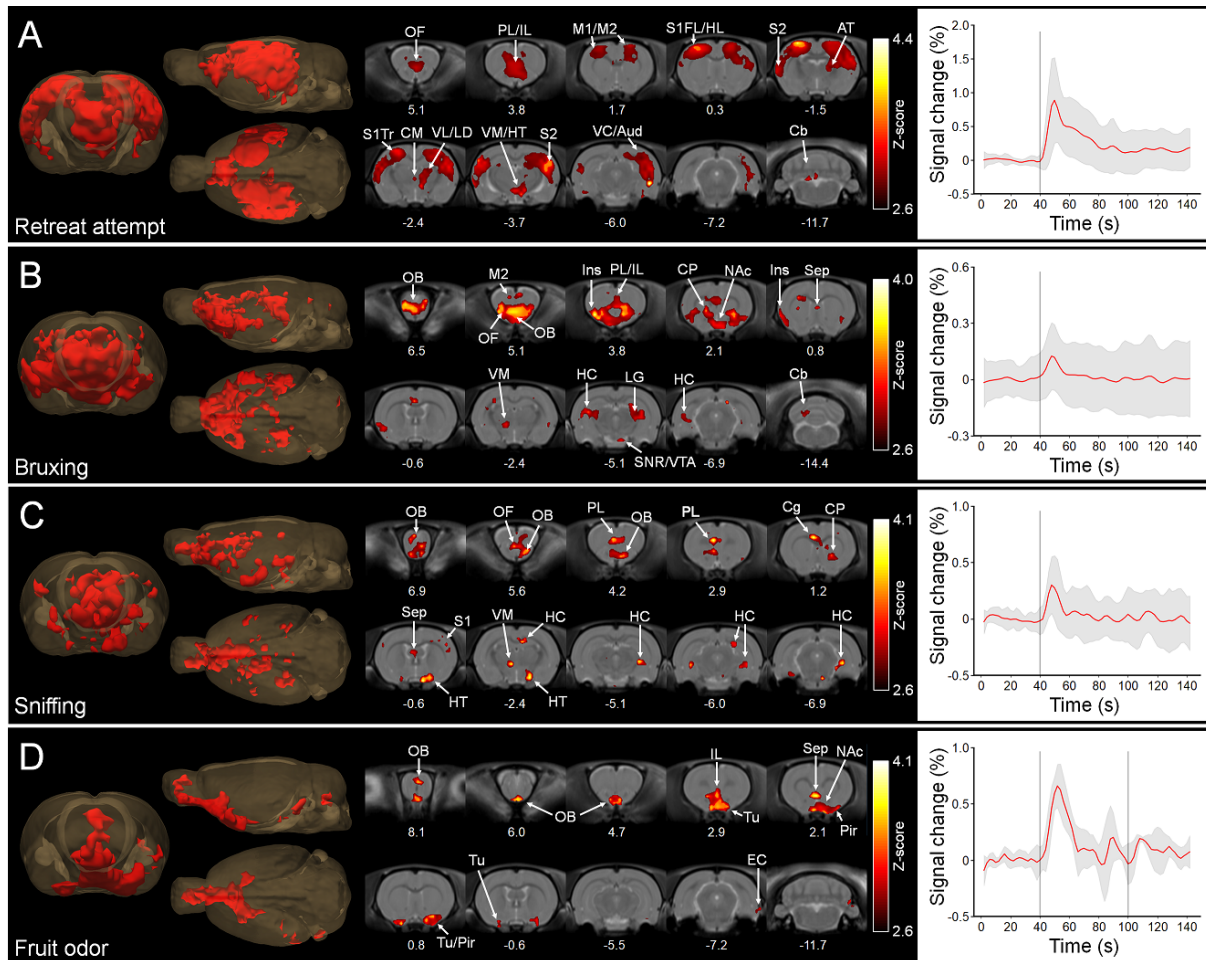 A
OF PL/IL M1/M2 S1FL/HL S2 AT
5.1 3.8 1.7 0.3 -1.5
S1Tr CM VL/LD VM/HT S2 VC/Aud Cb
-2.4 -3.7 -6.0 -7.2 -11.7
Retreat attempt
4.4
Z-score
2.6
Signal change (%)
2.0
1.5
1.0
0.5
0
-0.5
0 20 40 60 80 100 120 140
Time (s)
B
OB M2 Ins PL/IL CP NAc Ins Sep
OF OB
6.5 5.1 3.8 2.1 0.8
VM HC LG HC Cb
SNR/VTA
-0.6 -2.4 -5.1 -6.9 -14.4
Bruxing
4.0
Z-score
2.6
Signal change (%)
0.6
0.3
0
-0.3
0 20 40 60 80 100 120 140
Time (s)
C
OB OF OB PL OB PL Cg CP
6.9 5.6 4.2 2.9 1.2
Sep S1 VM HC HC HC HC
HT HT
-0.6 -2.4 -5.1 -6.0 -6.9
Sniffing
4.1
Z-score
2.6
Signal change (%)
1.0
0.5
0
-0.5
0 20 40 60 80 100 120 140
Time (s)
D
OB IL Sep NAc
OB Tu Pir
8.1 6.0 4.7 2.9 2.1
Tu EC
Tu/Pir
0.8 -0.6 -5.5 -7.2 -11.7
Fruit odor
4.1
Z-score
2.6
Signal change (%)
1.0
0.5
0
-0.5
0 20 40 60 80 100 120 140
Time (s)